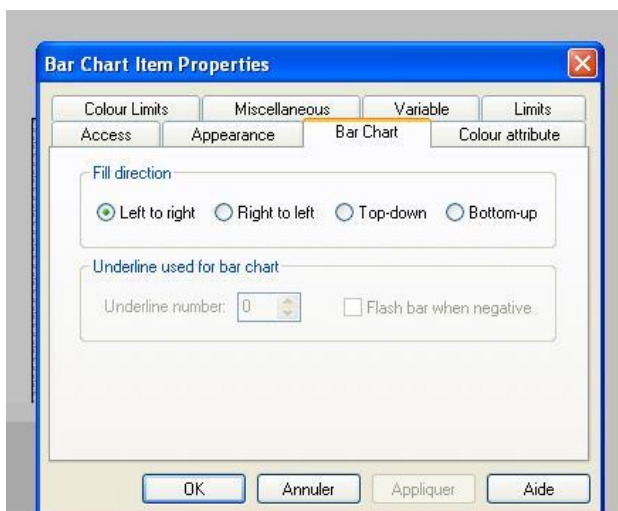 Bar Chart Item Properties
Colour Limits Miscellaneous Variable Limits
Access Appearance Bar Chart Colour attribute
Fill direction
Left to right Right to left Top-down Bottom-up
Underline used for bar chart
Underline number: 0 Flash bar when negative
OK Annuler Appliquer Aide